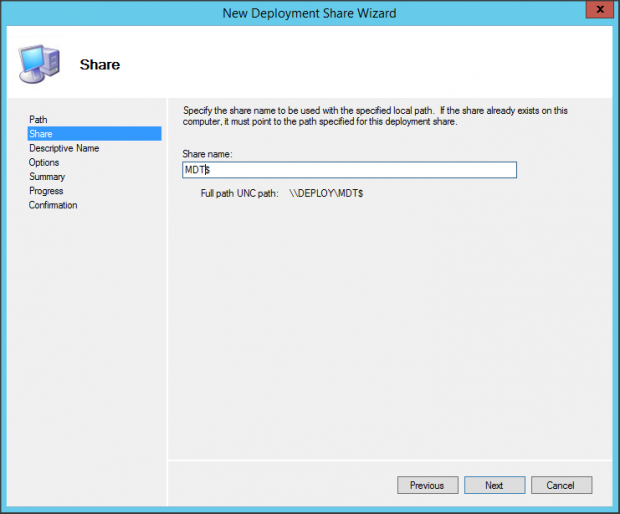 New Deployment Share Wizard
x
Share
Path
Share
Descriptive Name
Options
Summary
Progress
Confirmation
Specify the share name to be used with the specified local path. If the share already exists on this
computer, it must point to the path specified for this deployment share.
Share name:
MDT$
Full path UNC path: \\DEPLOY\MDT$
Previous
Next
Cancel